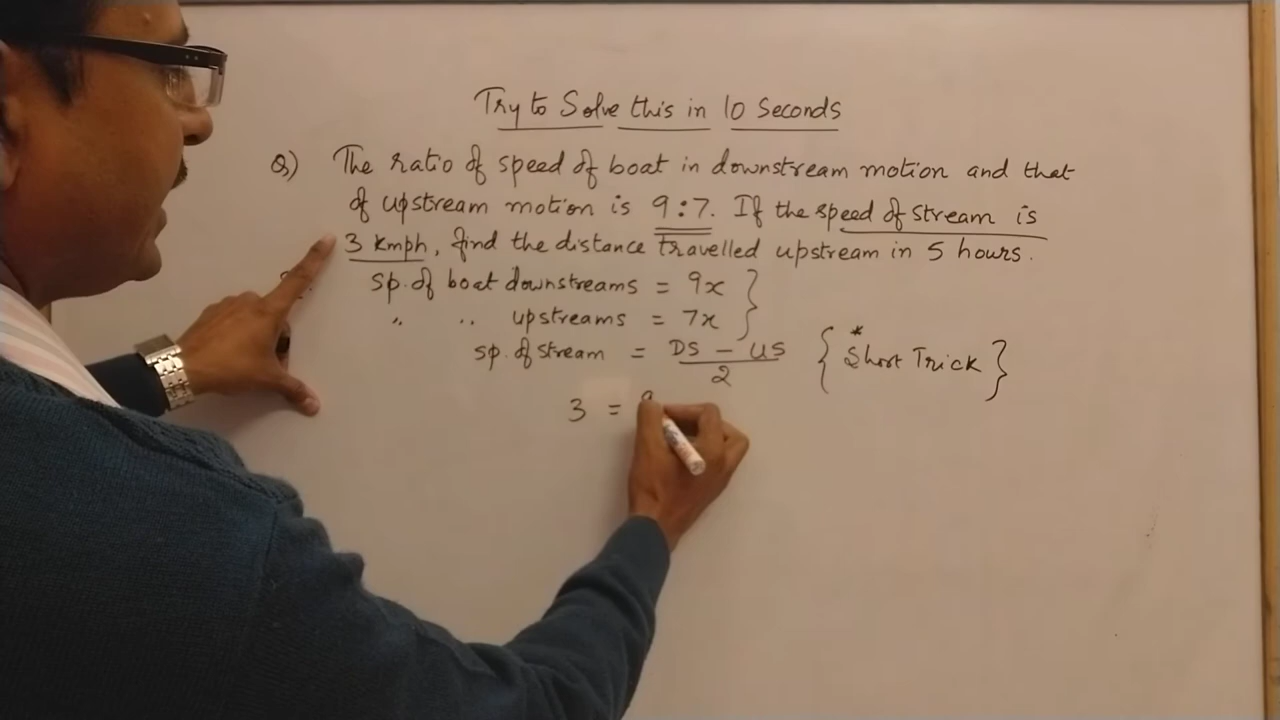 Try to Solve this in 10 Seconds
Q) The ratio of speed of boat in downstream motion and that
of upstream motion is 9:7. If the speed of stream is
3 kmph, find the distance travelled upstream in 5 hours.
sp. of boat downstreams = 9x
" " upstreams = 7x
sp. of stream = DS - US / 2 { * Short Trick }
3 =